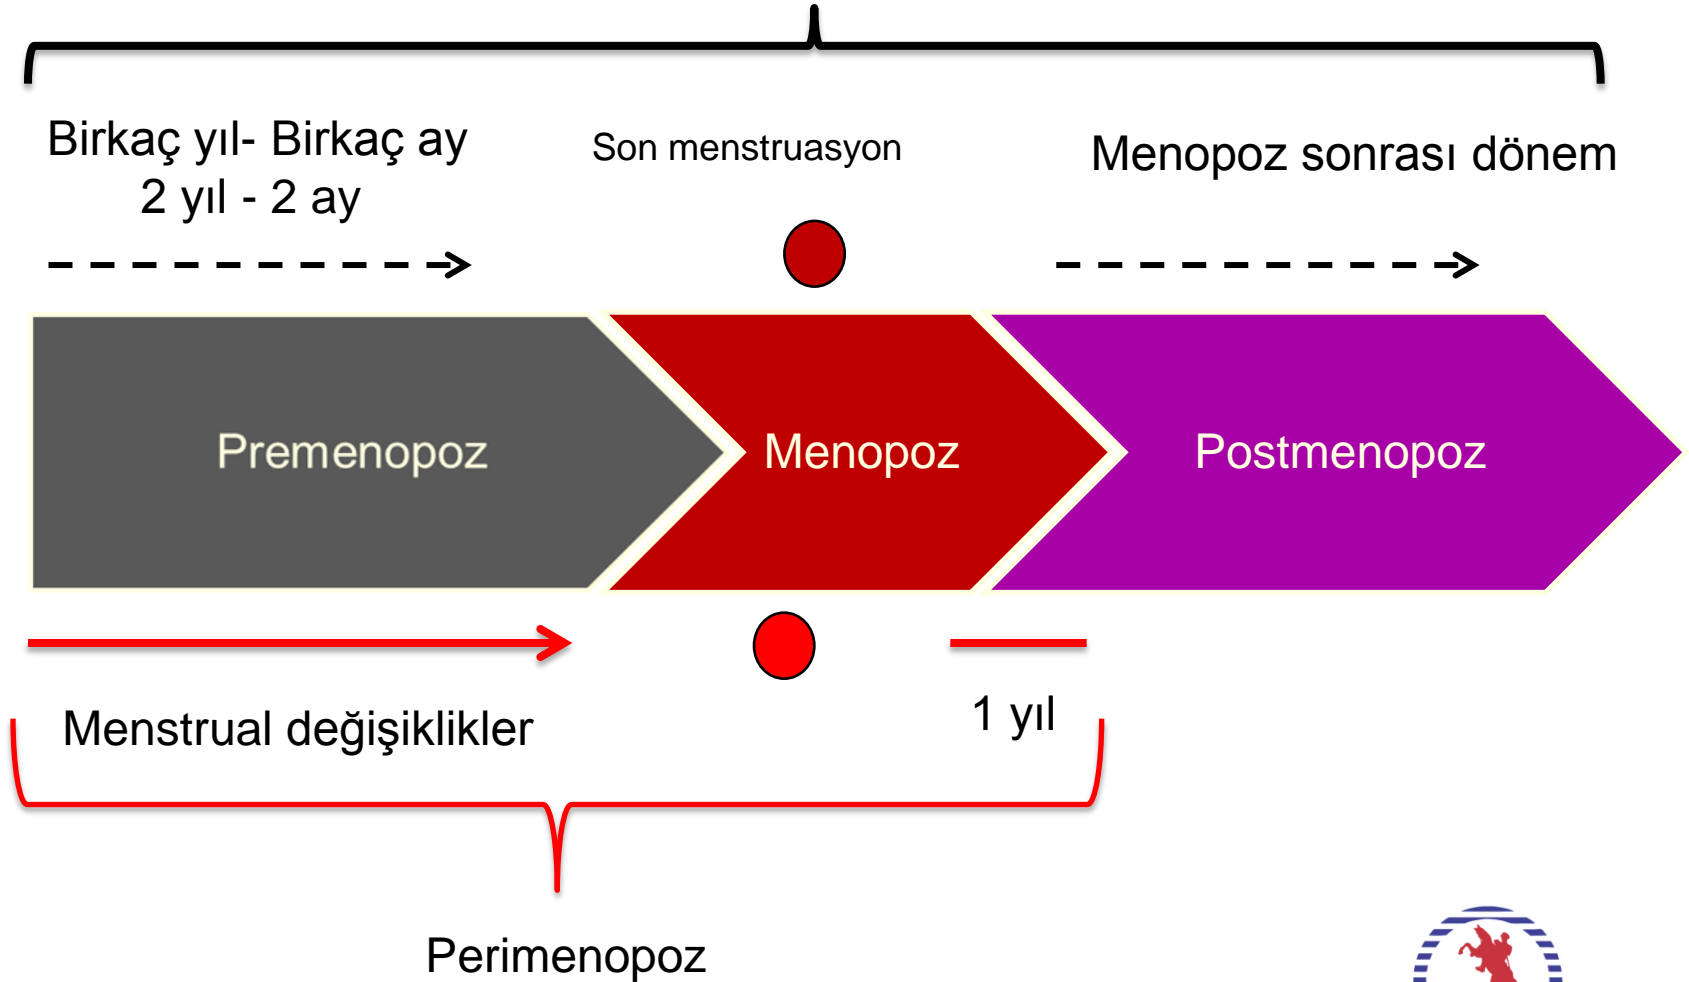 Birkaç yıl- Birkaç ay
2 yıl - 2 ay
Son menstruasyon
Menopoz sonrası dönem
Premenopoz
Menopoz
Postmenopoz
Menstrual değişiklikler
1 yıl
Perimenopoz